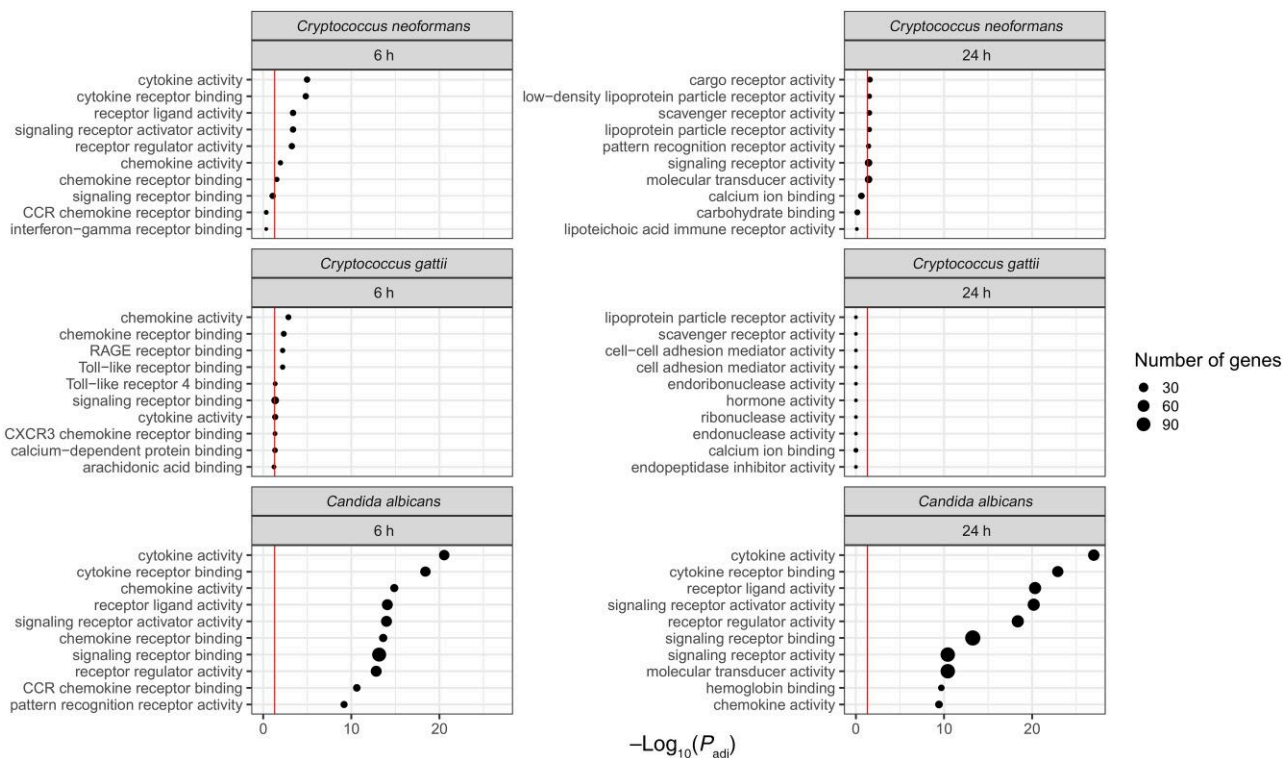 Cryptococcus neoformans
6 h
cytokine activity
cytokine receptor binding
receptor ligand activity
signaling receptor activator activity
receptor regulator activity
chemokine activity
chemokine receptor binding
signaling receptor binding
CCR chemokine receptor binding
interferon−gamma receptor binding
Cryptococcus neoformans
24 h
cargo receptor activity
low−density lipoprotein particle receptor activity
scavenger receptor activity
lipoprotein particle receptor activity
pattern recognition receptor activity
signaling receptor activity
molecular transducer activity
calcium ion binding
carbohydrate binding
lipoteichoic acid immune receptor activity
Cryptococcus gattii
6 h
chemokine activity
chemokine receptor binding
RAGE receptor binding
Toll−like receptor binding
Toll−like receptor 4 binding
signaling receptor binding
cytokine activity
CXCR3 chemokine receptor binding
calcium−dependent protein binding
arachidonic acid binding
Cryptococcus gattii
24 h
lipoprotein particle receptor activity
scavenger receptor activity
cell−cell adhesion mediator activity
cell adhesion mediator activity
endoribonuclease activity
hormone activity
ribonuclease activity
endonuclease activity
calcium ion binding
endopeptidase inhibitor activity
Candida albicans
6 h
cytokine activity
cytokine receptor binding
chemokine activity
receptor ligand activity
signaling receptor activator activity
chemokine receptor binding
signaling receptor binding
receptor regulator activity
CCR chemokine receptor binding
pattern recognition receptor activity
0 10 20
Candida albicans
24 h
cytokine activity
cytokine receptor binding
receptor ligand activity
signaling receptor activator activity
receptor regulator activity
signaling receptor binding
signaling receptor activity
molecular transducer activity
hemoglobin binding
chemokine activity
0 10 20
−Log10(Padj)
Number of genes
30
60
90